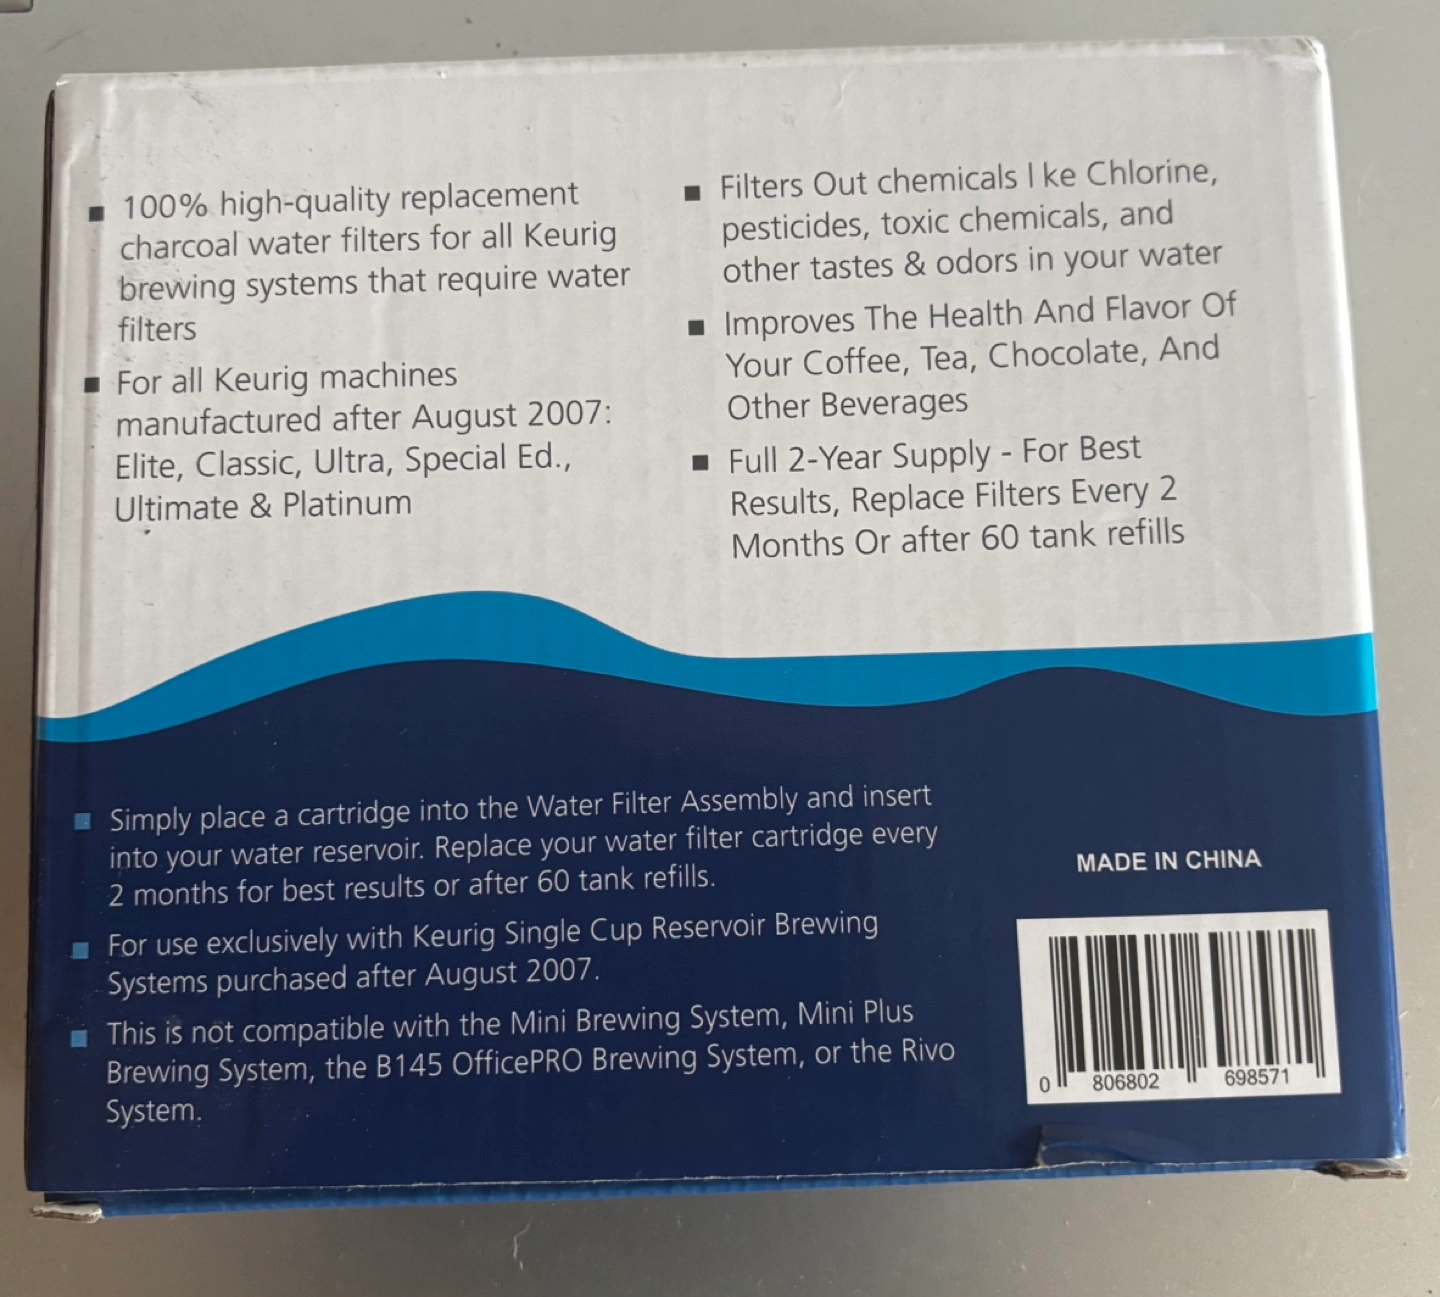 ■ 100% high-quality replacement
charcoal water filters for all Keurig
brewing systems that require water
filters
■ For all Keurig machines
manufactured after August 2007:
Elite, Classic, Ultra, Special Ed.,
Ultimate & Platinum
■ Filters Out chemicals l ke Chlorine,
pesticides, toxic chemicals, and
other tastes & odors in your water
■ Improves The Health And Flavor Of
Your Coffee, Tea, Chocolate, And
Other Beverages
■ Full 2-Year Supply - For Best
Results, Replace Filters Every 2
Months Or after 60 tank refills
■ Simply place a cartridge into the Water Filter Assembly and insert
into your water reservoir. Replace your water filter cartridge every
2 months for best results or after 60 tank refills.
■ For use exclusively with Keurig Single Cup Reservoir Brewing
Systems purchased after August 2007.
■ This is not compatible with the Mini Brewing System, Mini Plus
Brewing System, the B145 OfficePRO Brewing System, or the Rivo
System.
MADE IN CHINA
0 806802 698571